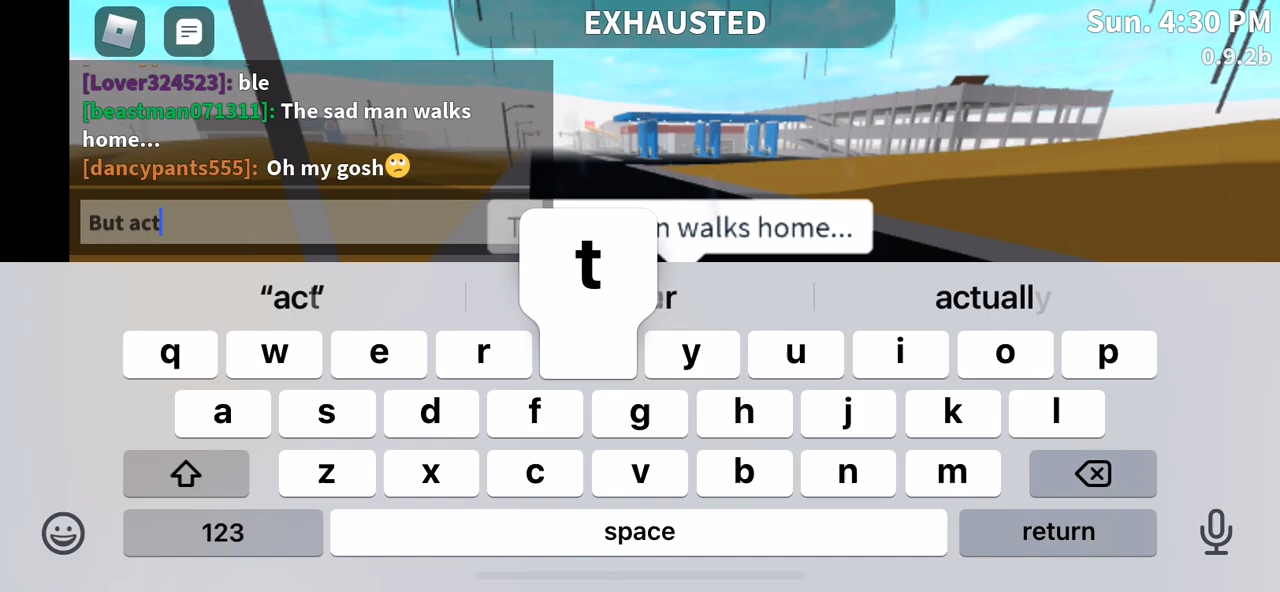 EXHAUSTED
Sun. 4:30 PM
0.9.2b
[Lover324523]: ble
[beastman071311]: The sad man walks
home...
[dancypants555]: Oh my gosh🙄
But act
walks home...
t
“act”
actually
q w e r y u i o p
a s d f g h j k l
z x c v b n m
123 space return